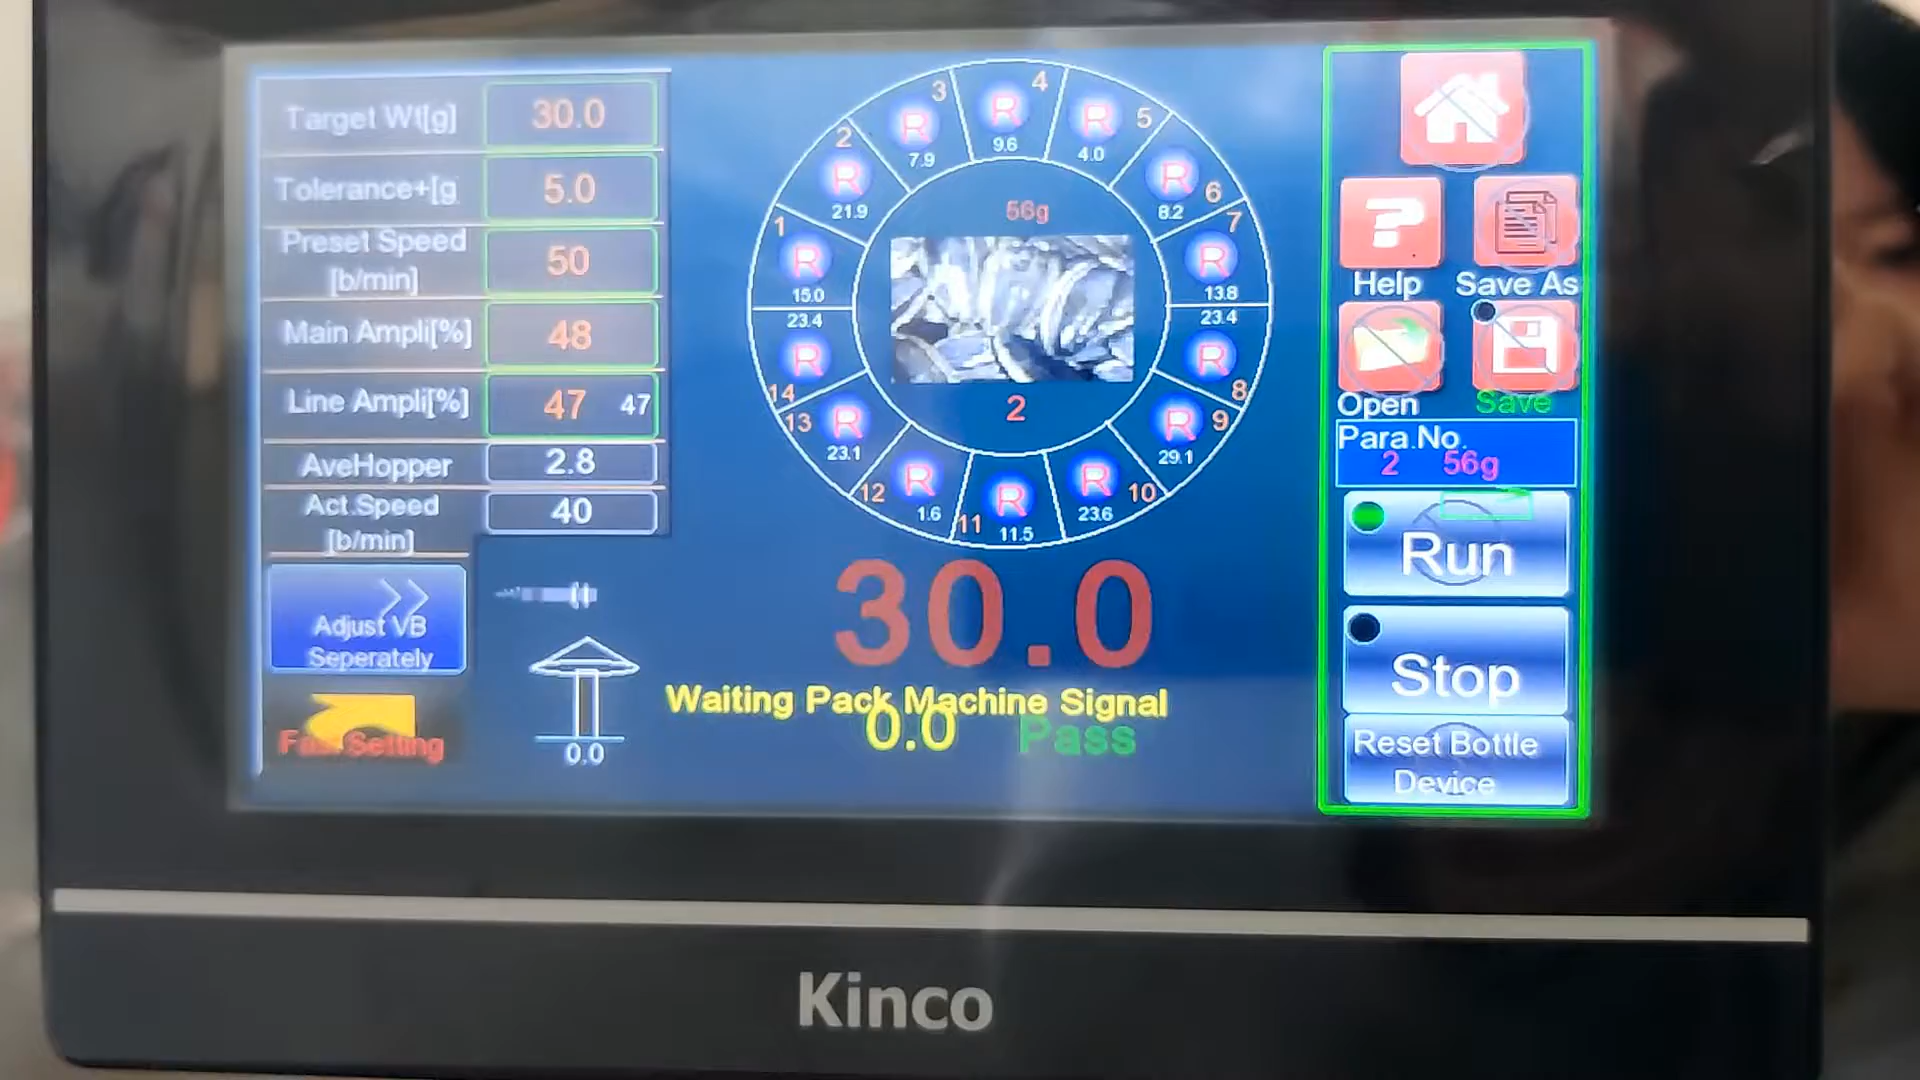 Target Wt[g] 30.0
Tolerance+[g 5.0
Preset Speed
[b/min] 50
Main Ampli[%] 48
Line Ampli[%] 47 47
AveHopper 2.8
Act.Speed
[b/min] 40
Adjust VB
Seperately
Fast Setting
0.0
1 R 15.0
2 R 21.9
3 R 7.9
4 R 9.6
5 R 4.0
6 R 8.2
7 R 13.8
8 R 23.4
9 R 29.1
10 R 23.6
11 R 11.5
12 R 1.6
13 R 23.1
14 R 23.4
56g
2
30.0
Waiting Pack Machine Signal
0.0 Pass
?
Help Save As
Open Save
Para.No.
2 56g
Run
Stop
Reset Bottle
Device
Kinco